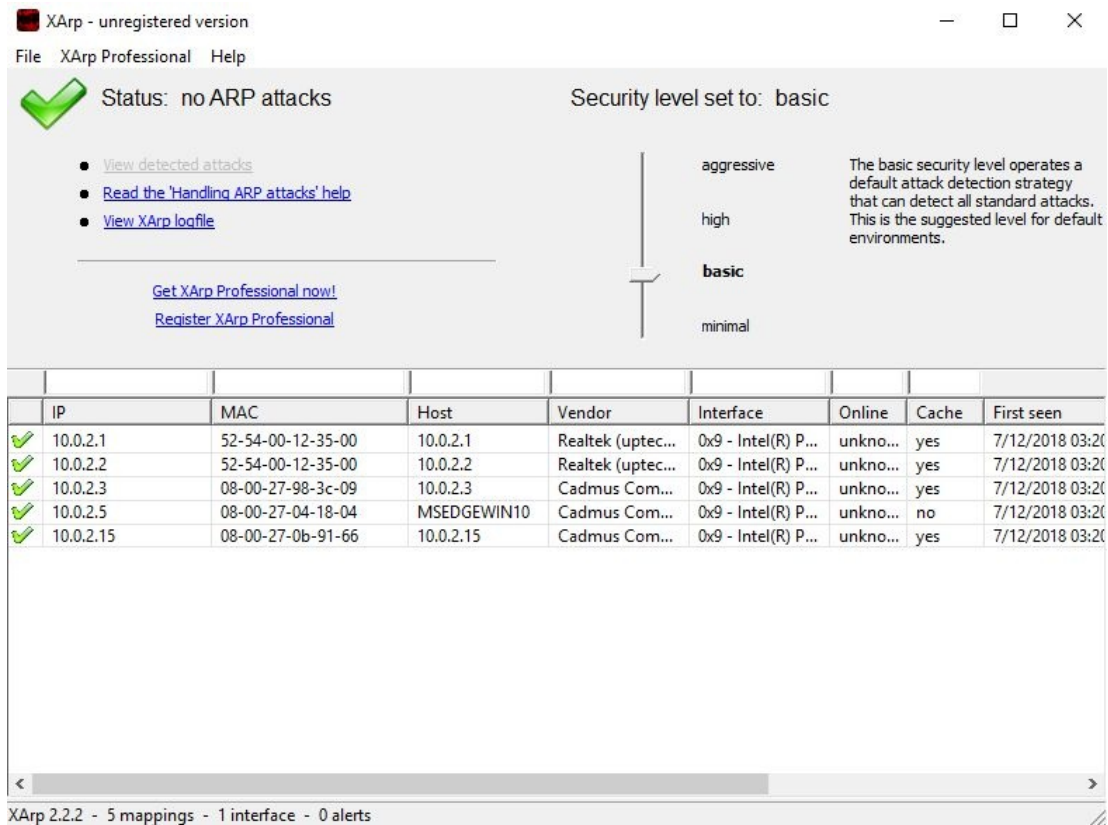 XArp - unregistered version
File XArp Professional Help
Status: no ARP attacks
Security level set to: basic
View detected attacks
Read the 'Handling ARP attacks' help
View XArp logfile
Get XArp Professional now!
Register XArp Professional
aggressive
high
basic
minimal
The basic security level operates a
default attack detection strategy
that can detect all standard attacks.
This is the suggested level for default
environments.
IP MAC Host Vendor Interface Online Cache First seen
10.0.2.1 52-54-00-12-35-00 10.0.2.1 Realtek (uptec... 0x9 - Intel(R) P... unkno... yes 7/12/2018 03:20
10.0.2.2 52-54-00-12-35-00 10.0.2.2 Realtek (uptec... 0x9 - Intel(R) P... unkno... yes 7/12/2018 03:20
10.0.2.3 08-00-27-98-3c-09 10.0.2.3 Cadmus Com... 0x9 - Intel(R) P... unkno... yes 7/12/2018 03:20
10.0.2.5 08-00-27-04-18-04 MSEDGEWIN10 Cadmus Com... 0x9 - Intel(R) P... unkno... no 7/12/2018 03:20
10.0.2.15 08-00-27-0b-91-66 10.0.2.15 Cadmus Com... 0x9 - Intel(R) P... unkno... yes 7/12/2018 03:20
XArp 2.2.2 - 5 mappings - 1 interface - 0 alerts